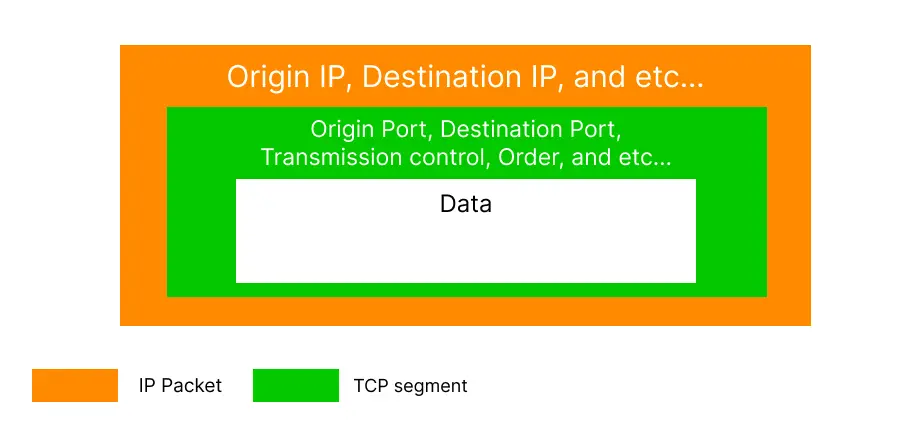 Origin IP, Destination IP, and etc...
Origin Port, Destination Port,
Transmission control, Order, and etc...
Data
IP Packet
TCP segment